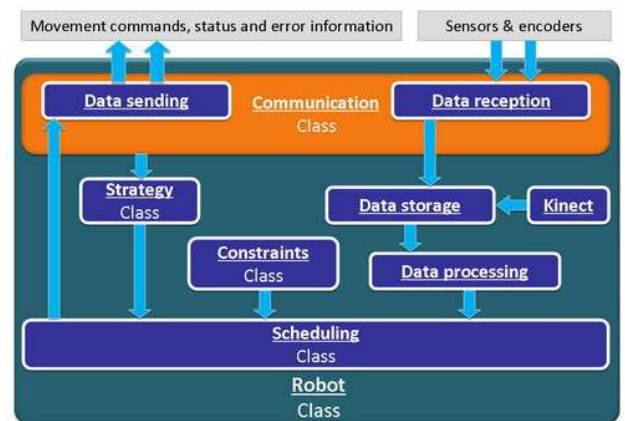 Movement commands, status and error information
Sensors & encoders
Data sending
Communication
Class
Data reception
Strategy
Class
Data storage
Kinect
Constraints
Class
Data processing
Scheduling
Class
Robot
Class